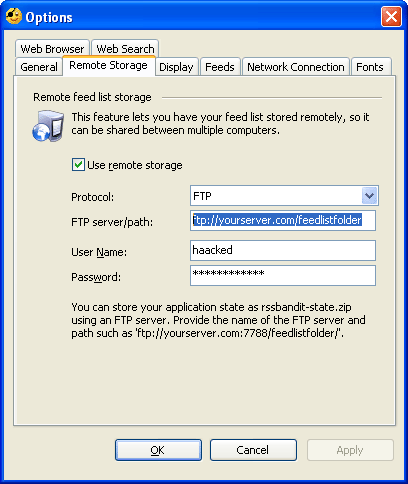 Options
Web Browser Web Search
General Remote Storage Display Feeds Network Connection Fonts
Remote feed list storage
This feature lets you have your feed list stored remotely, so it
can be shared between multiple computers.
Use remote storage
Protocol: FTP
FTP server/path: ftp://yourserver.com/feedlistfolder
User Name: haacked
Password: ************
You can store your application state as rssbandit-state.zip
using an FTP server. Provide the name of the FTP server and
path such as 'ftp://yourserver.com:7788/feedlistfolder/".
OK Cancel Apply